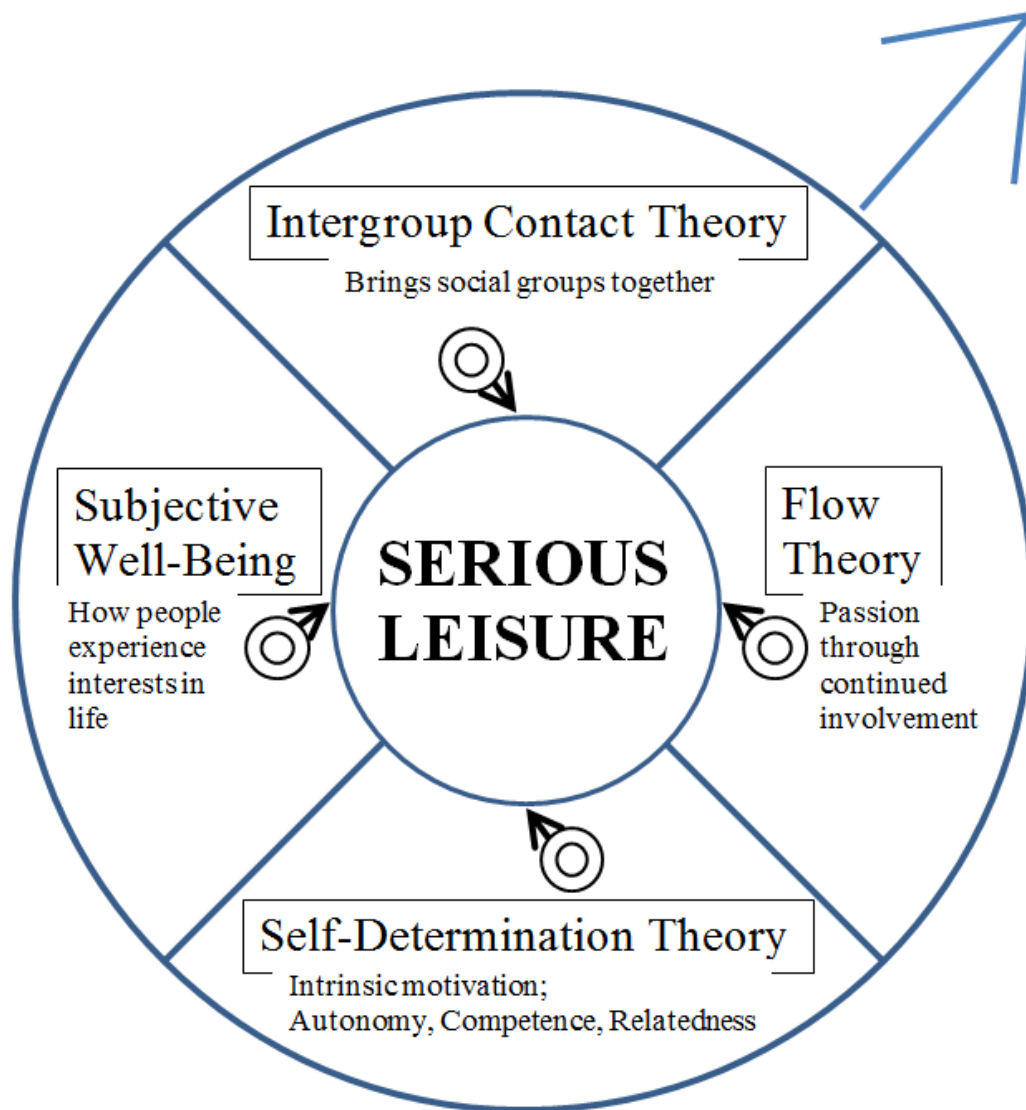 Intergroup Contact Theory
Brings social groups together
Subjective
Well-Being
How people
experience
interests in
life
SERIOUS
LEISURE
Flow
Theory
Passion
through
continued
involvement
Self-Determination Theory
Intrinsic motivation;
Autonomy, Competence, Relatedness